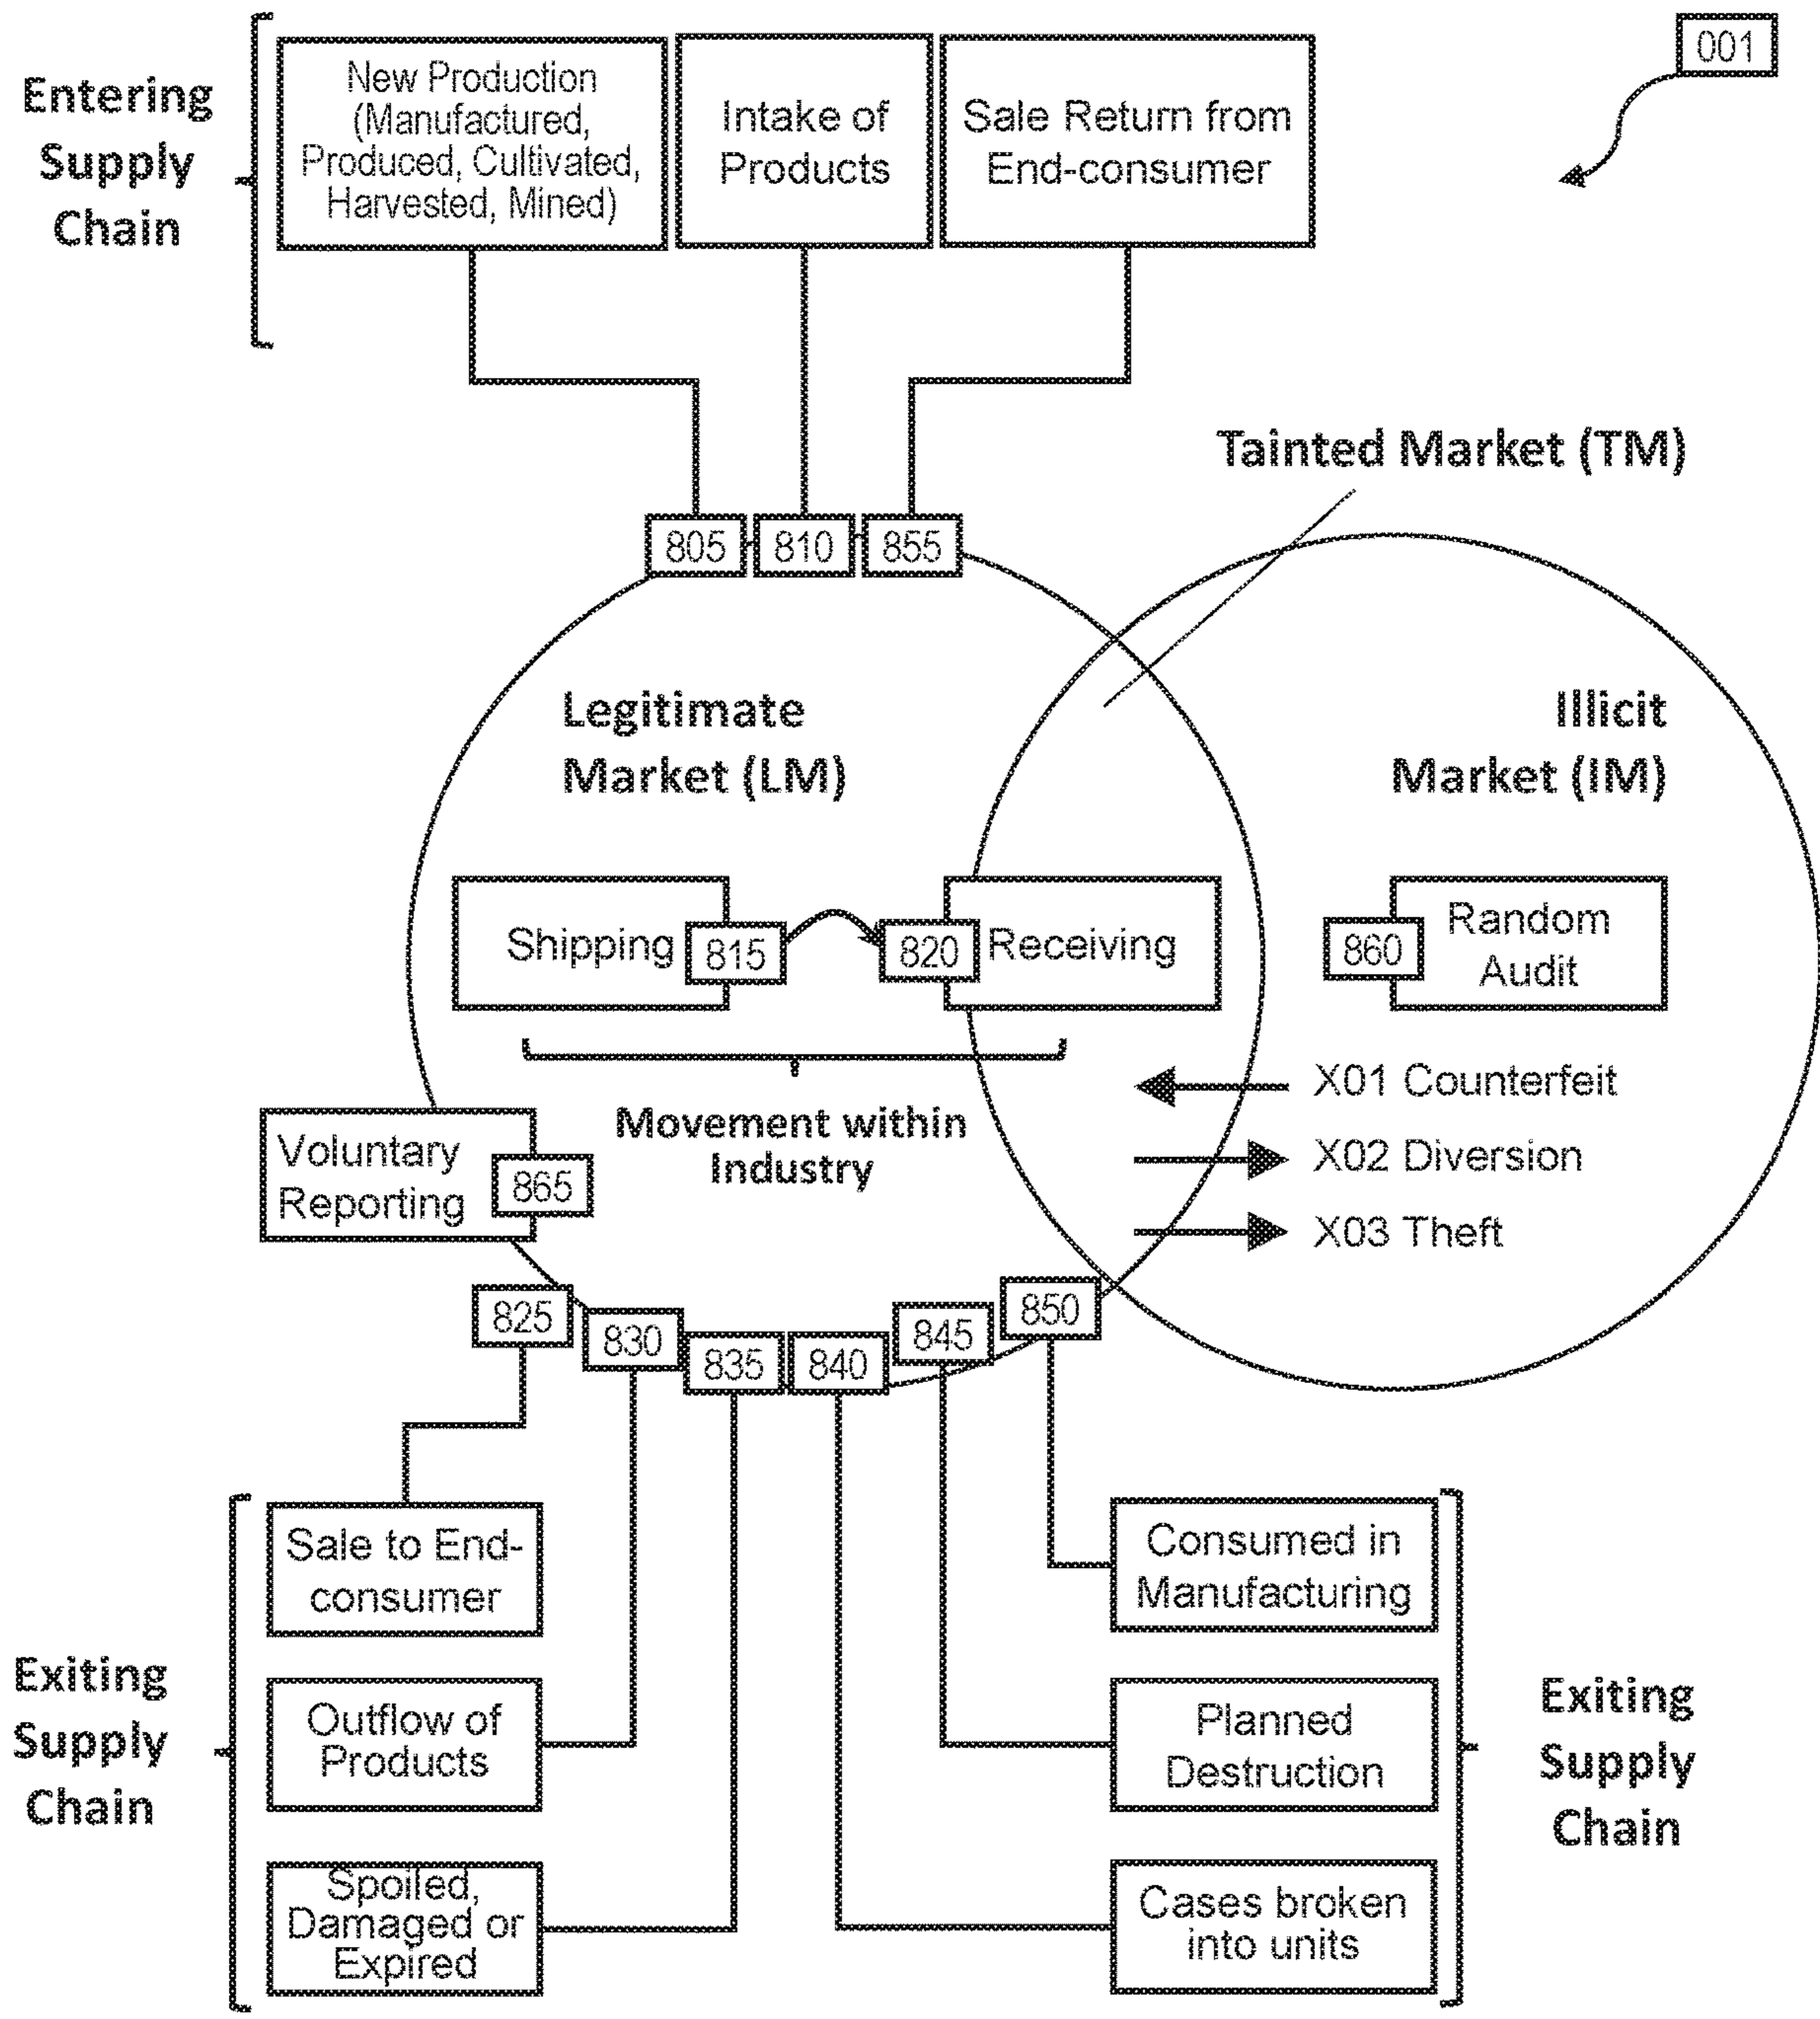 001
Entering
Supply
Chain
New Production
(Manufactured,
Produced, Cultivated,
Harvested, Mined)
Intake of
Products
Sale Return from
End-consumer
Tainted Market (TM)
805
810
855
Legitimate
Market (LM)
Illicit
Market (IM)
Shipping
815
820
Receiving
860
Random
Audit
Movement within
Industry
X01 Counterfeit
X02 Diversion
X03 Theft
Voluntary
Reporting
865
825
830
835
840
845
850
Exiting
Supply
Chain
Sale to End-
consumer
Outflow of
Products
Spoiled,
Damaged or
Expired
Consumed in
Manufacturing
Planned
Destruction
Cases broken
into units
Exiting
Supply
Chain